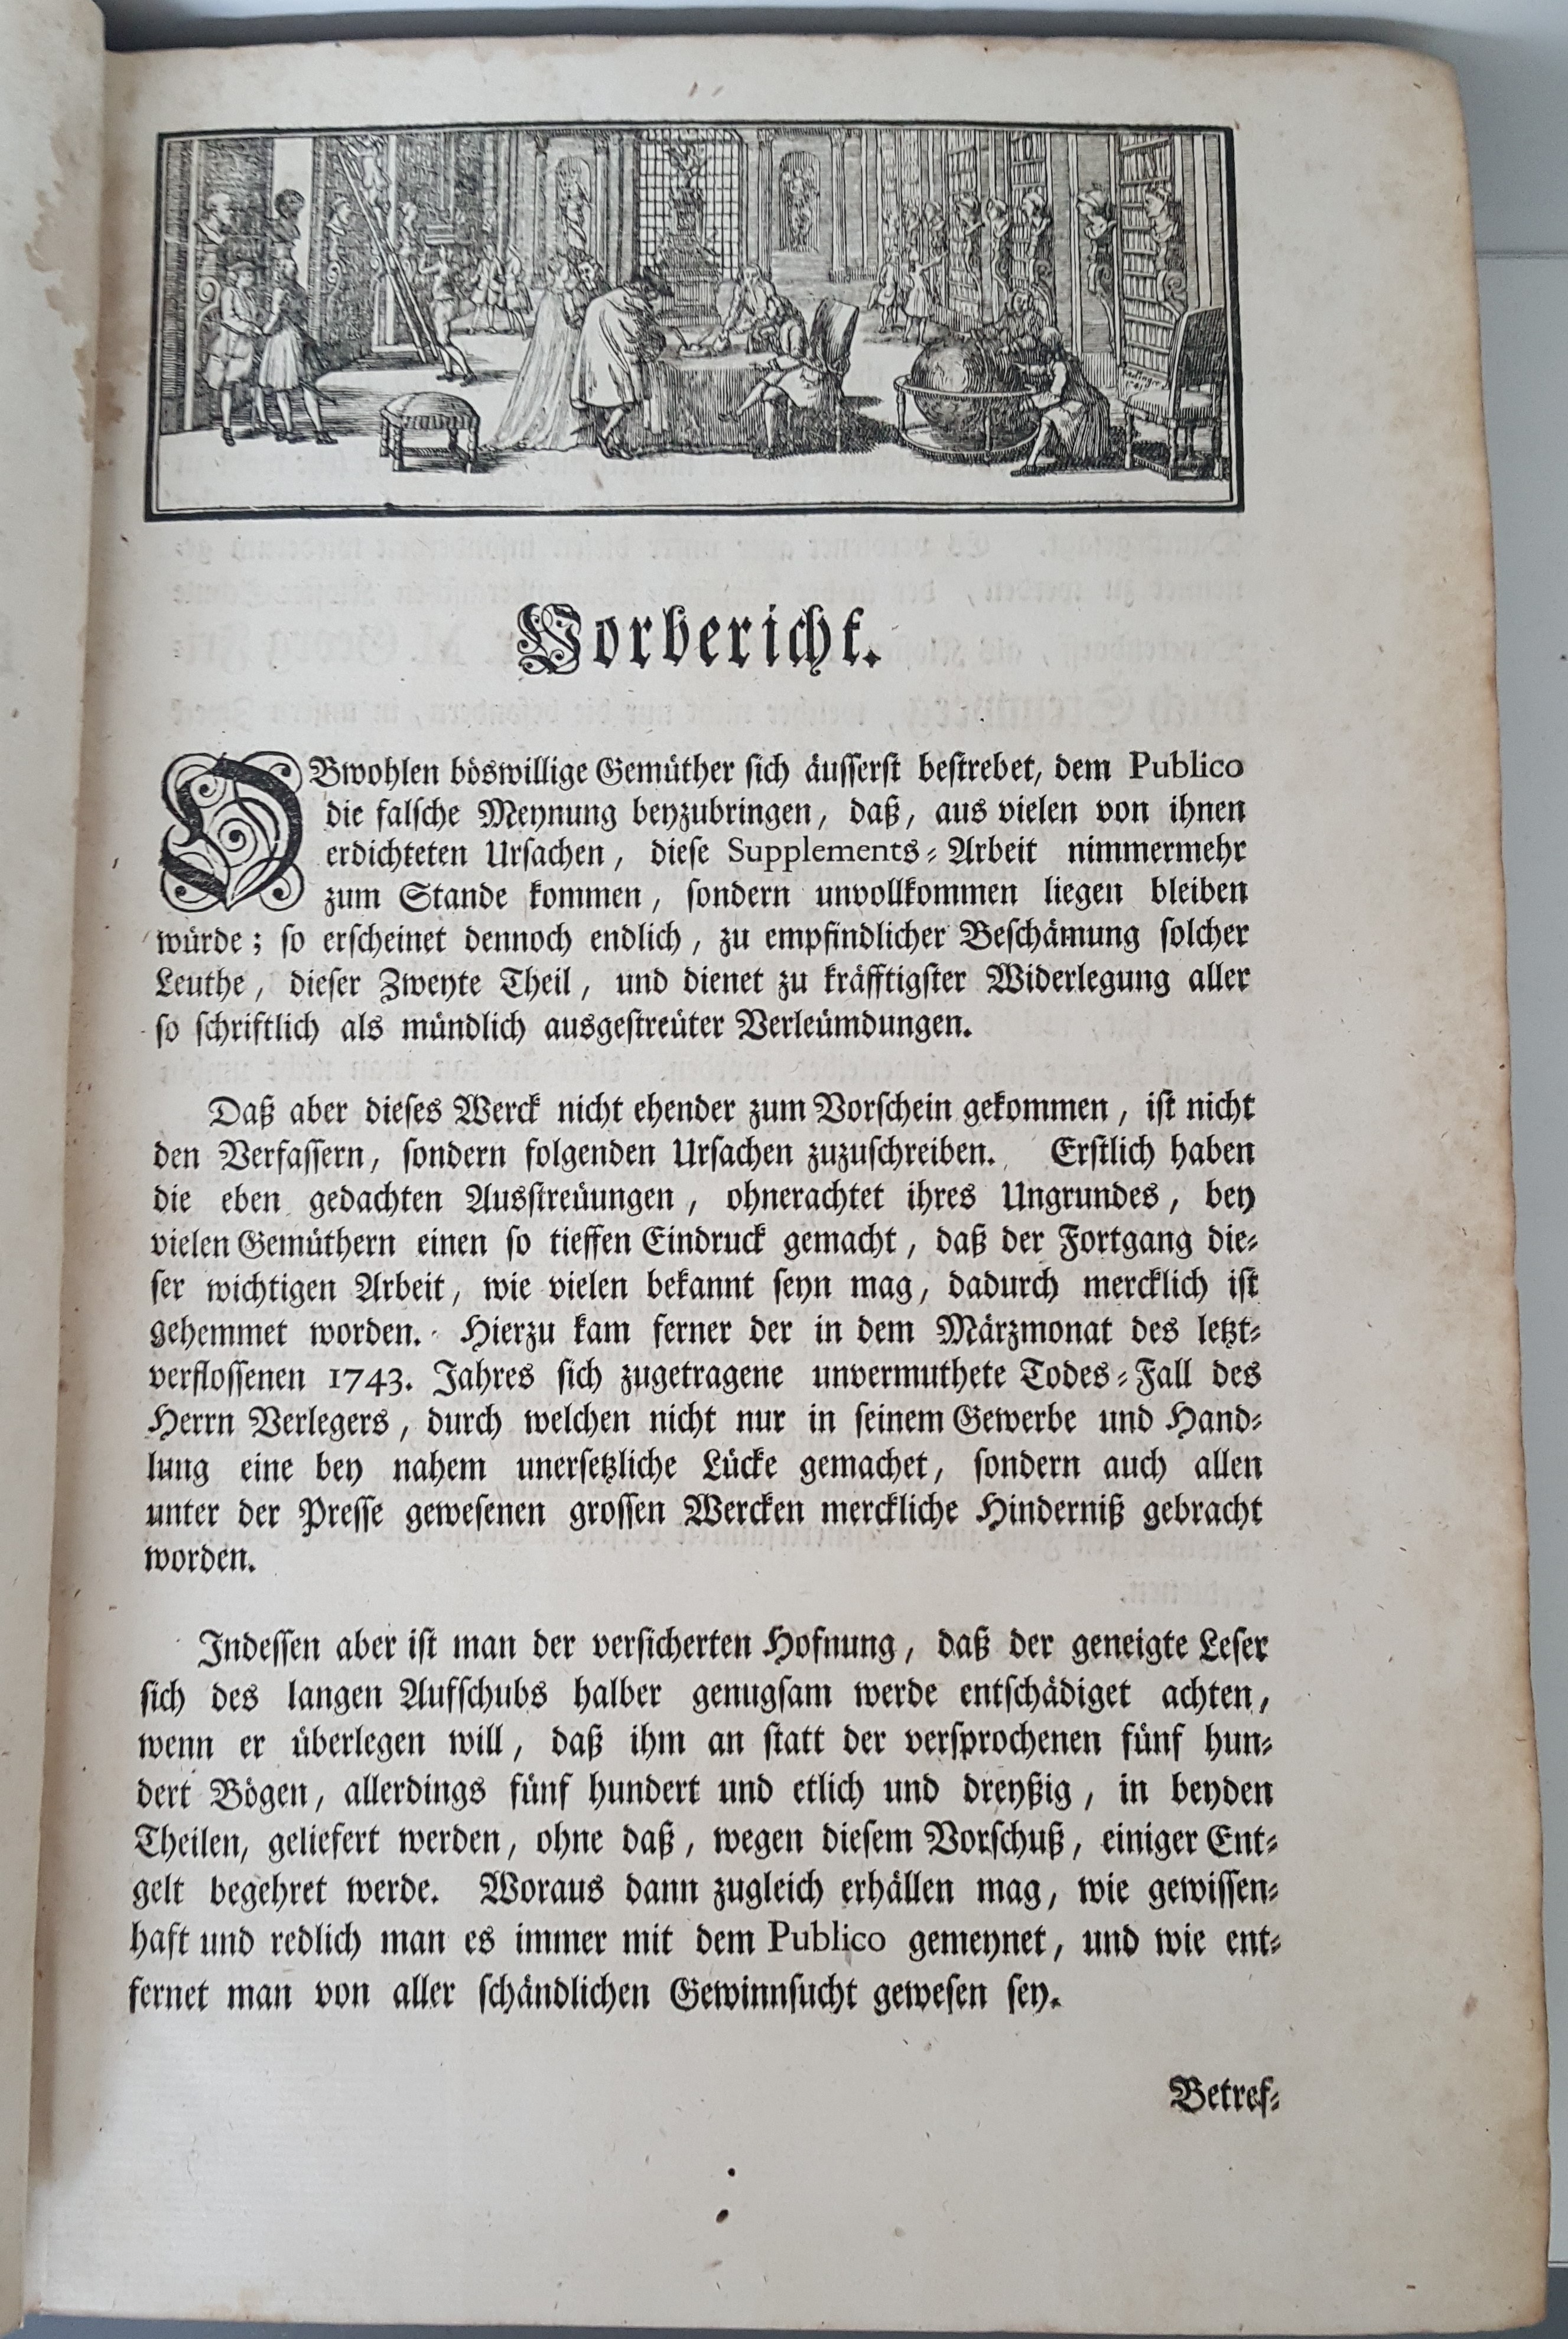 Vorbericht.
OBwohlen böswillige Gemüther sich äusserst bestrebet, dem Publico
die falsche Meynung beyzubringen, daß, aus vielen von ihnen
erdichteten Ursachen, diese Supplements-Arbeit nimmermehr
zum Stande kommen, sondern unvollkommen liegen bleiben
würde; so erscheinet dennoch endlich, zu empfindlicher Beschämung solcher
Leuthe, dieser Zweyte Theil, und dienet zu kräfftigster Widerlegung aller
so schriftlich als mündlich ausgestreüter Verleümdungen.
Daß aber dieses Werck nicht ehender zum Vorschein gekommen, ist nicht
den Verfassern, sondern folgenden Ursachen zuzuschreiben. Erstlich haben
die eben gedachten Ausstreüungen, ohnerachtet ihres Ungrundes, bey
vielen Gemüthern einen so tieffen Eindruck gemacht, daß der Fortgang die-
ser wichtigen Arbeit, wie vielen bekannt seyn mag, dadurch mercklich ist
gehemmet worden. Hierzu kam ferner der in dem Märzmonat des letzt-
verflossenen 1743. Jahres sich zugetragene unvermuthete Todes-Fall des
Herrn Verlegers, durch welchen nicht nur in seinem Gewerbe und Hand-
lung eine bey nahem unersetzliche Lücke gemachet, sondern auch allen
unter der Presse gewesenen grossen Wercken merckliche Hinderniß gebracht
worden.
Indessen aber ist man der versicherten Hofnung, daß der geneigte Leser
sich des langen Aufschubs halber genugsam werde entschädiget achten,
wenn er überlegen will, daß ihm an statt der versprochenen fünf hun-
dert Bögen, allerdings fünf hundert und etlich und dreyßig, in beyden
Theilen, geliefert werden, ohne daß, wegen diesem Vorschuß, einiger Ent-
gelt begehret werde. Woraus dann zugleich erhällen mag, wie gewissen-
haft und redlich man es immer mit dem Publico gemeynet, und wie ent-
fernet man von aller schändlichen Gewinnsucht gewesen sey.
Betref-